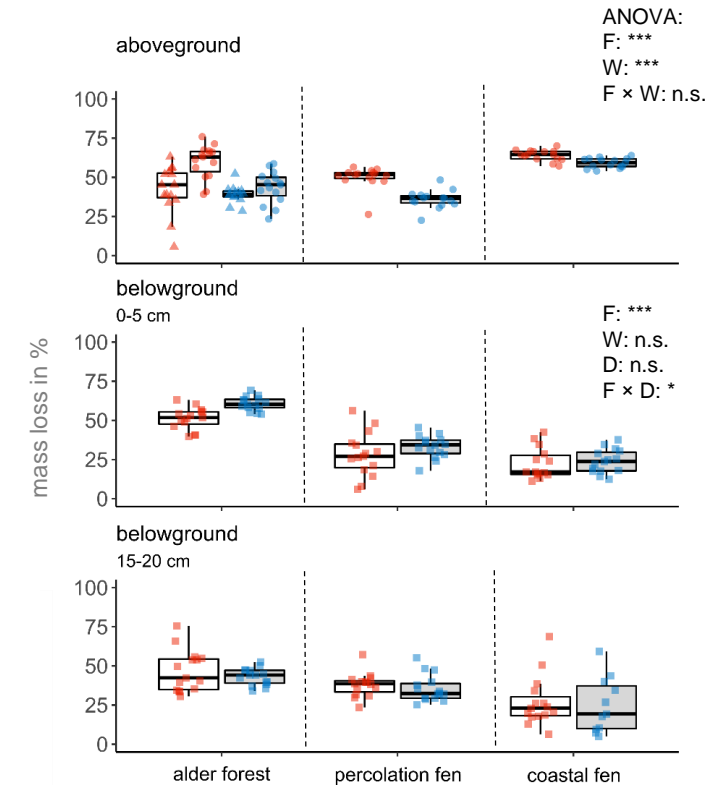 ANOVA:
F: ***
W: ***
F × W: n.s.
aboveground
100
75
50
25
0
belowground
0-5 cm
F: ***
W: n.s.
D: n.s.
F × D: *
100
75
50
25
0
mass loss in %
belowground
15-20 cm
100
75
50
25
0
alder forest percolation fen coastal fen